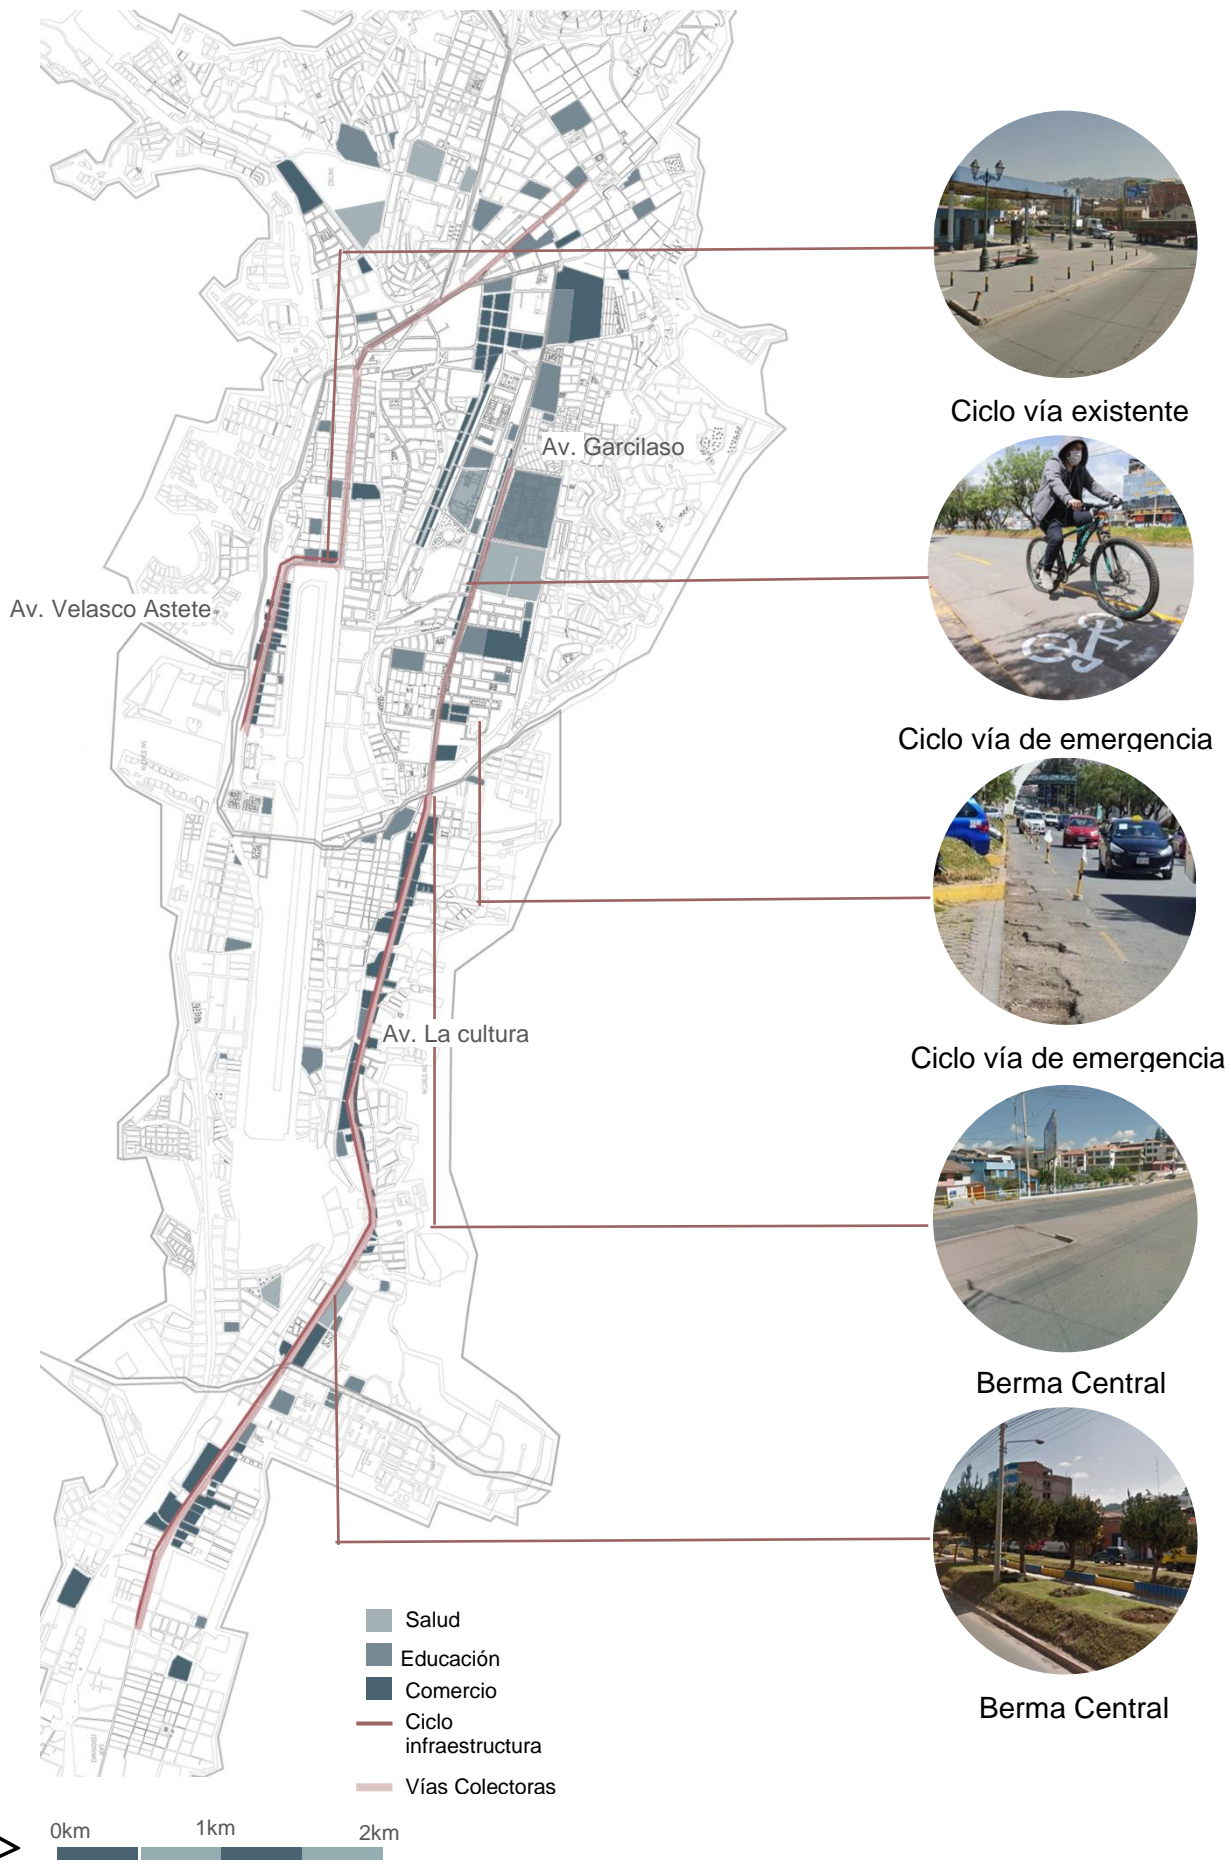 Ciclo vía existente
Av. Garcilaso
Av. Velasco Astete
Ciclo vía de emergencia
Av. La cultura
Ciclo vía de emergencia
Berma Central
Berma Central
Salud
Educación
Comercio
Ciclo
infraestructura
Vías Colectoras
0km 1km 2km